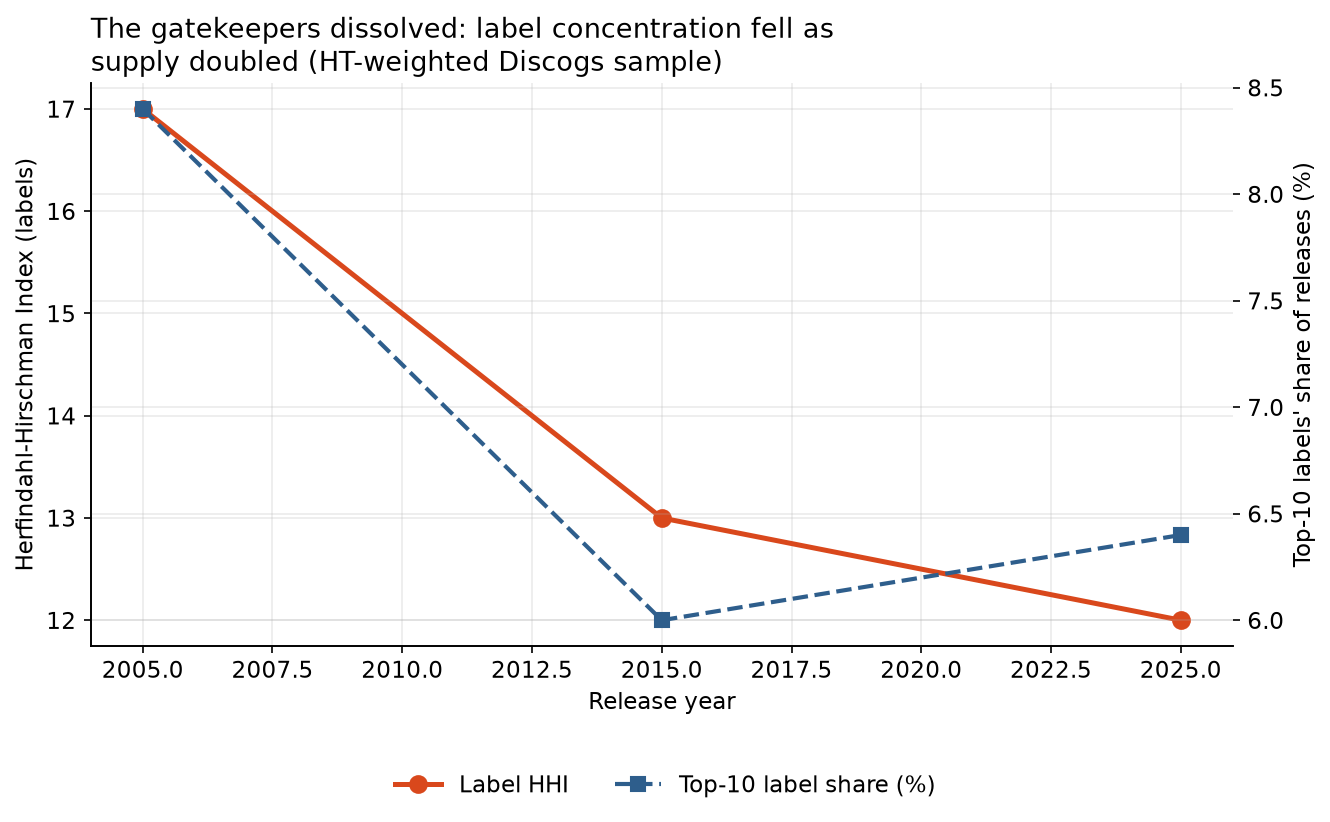 The gatekeepers dissolved: label concentration fell as
supply doubled (HT-weighted Discogs sample)
Herfindahl-Hirschman Index (labels)
17
16
15
14
13
12
8.5
8.0
7.5
7.0
6.5
6.0
Top-10 labels' share of releases (%)
2005.0 2007.5 2010.0 2012.5 2015.0 2017.5 2020.0 2022.5 2025.0
Release year
Label HHI Top-10 label share (%)